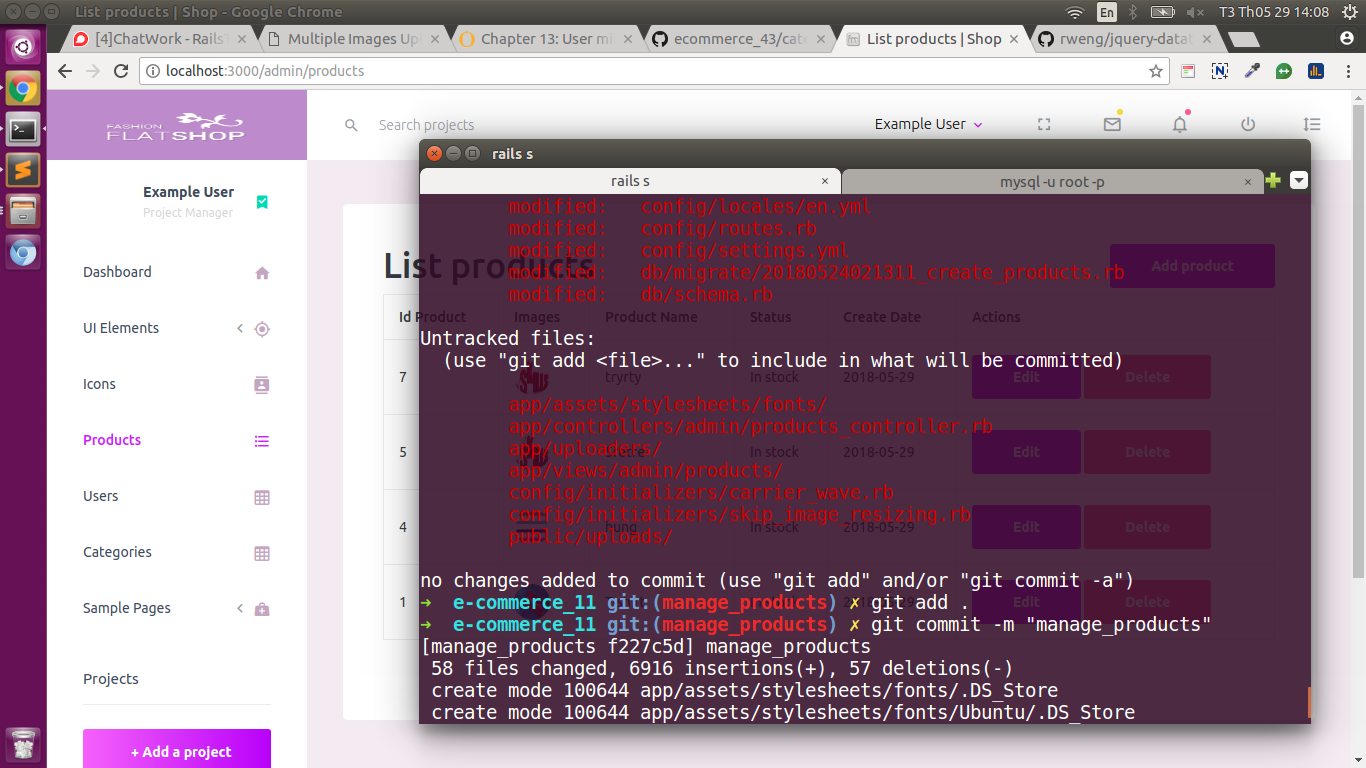 List products | Shop - Google Chrome
En
T3 Th05 29 14:08
[4]ChatWork - Rails
Multiple Images Up
Chapter 13: User mi
ecommerce_43/cate
List products | Shop
rweng/jquery-datat
localhost:3000/admin/products
FASHION
FLATSHOP
Search projects
Example User
Example User
Project Manager
Dashboard
UI Elements
Icons
Products
Users
Categories
Sample Pages
Projects
+ Add a project
List products
Add product
Id Product Images Product Name Status Create Date Actions
7 tryrty In stock 2018-05-29 Edit Delete
5 In stock 2018-05-29 Edit Delete
4 hung In stock 2018-05-29 Edit Delete
1 Edit Delete
rails s
rails s
mysql -u root -p
modified: config/locales/en.yml
modified: config/routes.rb
modified: config/settings.yml
modified: db/migrate/20180524021311_create_products.rb
modified: db/schema.rb
Untracked files:
(use "git add <file>..." to include in what will be committed)
app/assets/stylesheets/fonts/
app/controllers/admin/products_controller.rb
app/uploaders/
app/views/admin/products/
config/initializers/carrier_wave.rb
config/initializers/skip_image_resizing.rb
public/uploads/
no changes added to commit (use "git add" and/or "git commit -a")
➜ e-commerce_11 git:(manage_products) ✗ git add .
➜ e-commerce_11 git:(manage_products) ✗ git commit -m "manage_products"
[manage_products f227c5d] manage_products
58 files changed, 6916 insertions(+), 57 deletions(-)
create mode 100644 app/assets/stylesheets/fonts/.DS_Store
create mode 100644 app/assets/stylesheets/fonts/Ubuntu/.DS_Store